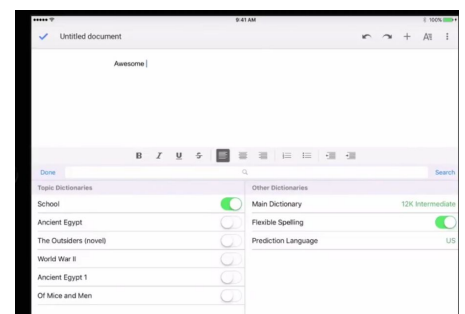 9:41 AM
100%
Untitled document
Awesome
B I U S
Done
Search
Topic Dictionaries
School
Ancient Egypt
The Outsiders (novel)
World War II
Ancient Egypt 1
Of Mice and Men
Other Dictionaries
Main Dictionary 12K Intermediate
Flexible Spelling
Prediction Language US